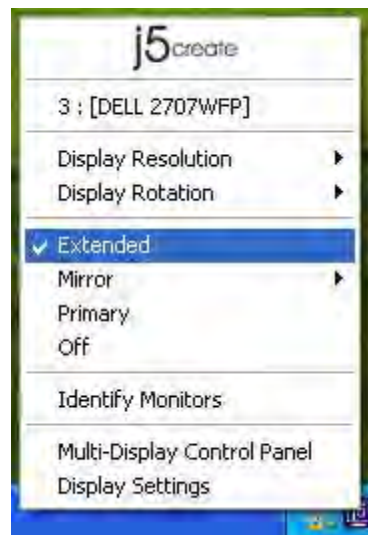 j5create
3 : [DELL 2707WFP]
Display Resolution
Display Rotation
Extended
Mirror
Primary
Off
Identify Monitors
Multi-Display Control Panel
Display Settings